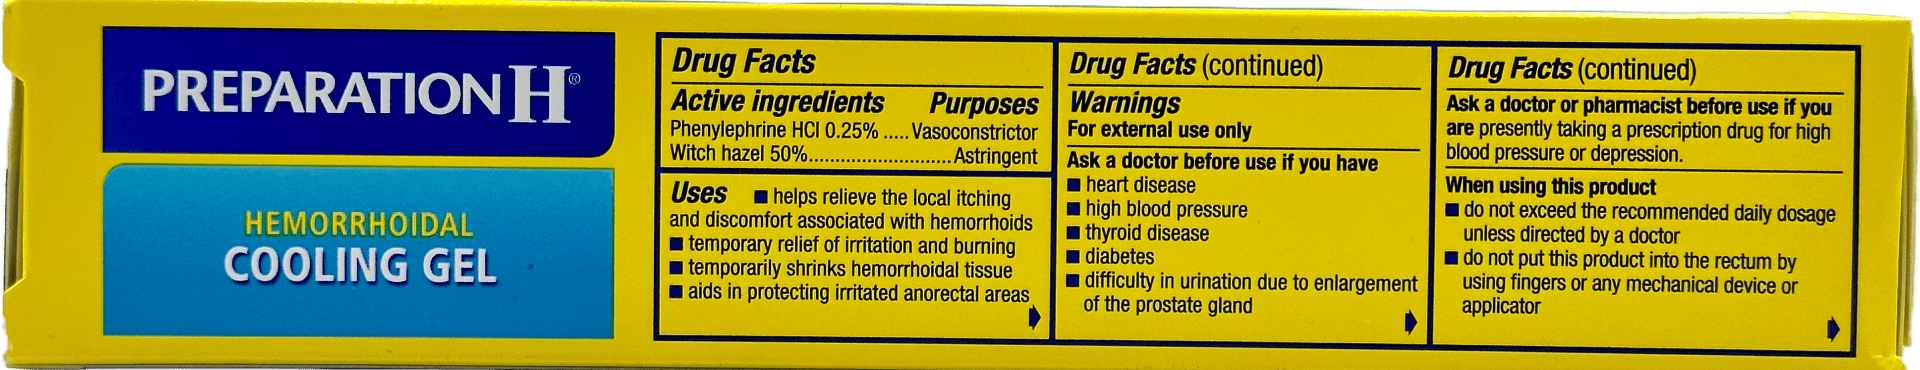 PREPARATION H®
HEMORRHOIDAL
COOLING GEL
Drug Facts
Active ingredients Purposes
Phenylephrine HCl 0.25% ..... Vasoconstrictor
Witch hazel 50%........................... Astringent
Uses ■ helps relieve the local itching
and discomfort associated with hemorrhoids
■ temporary relief of irritation and burning
■ temporarily shrinks hemorrhoidal tissue
■ aids in protecting irritated anorectal areas
Drug Facts (continued)
Warnings
For external use only
Ask a doctor before use if you have
■ heart disease
■ high blood pressure
■ thyroid disease
■ diabetes
■ difficulty in urination due to enlargement
of the prostate gland
Drug Facts (continued)
Ask a doctor or pharmacist before use if you
are presently taking a prescription drug for high
blood pressure or depression.
When using this product
■ do not exceed the recommended daily dosage
unless directed by a doctor
■ do not put this product into the rectum by
using fingers or any mechanical device or
applicator